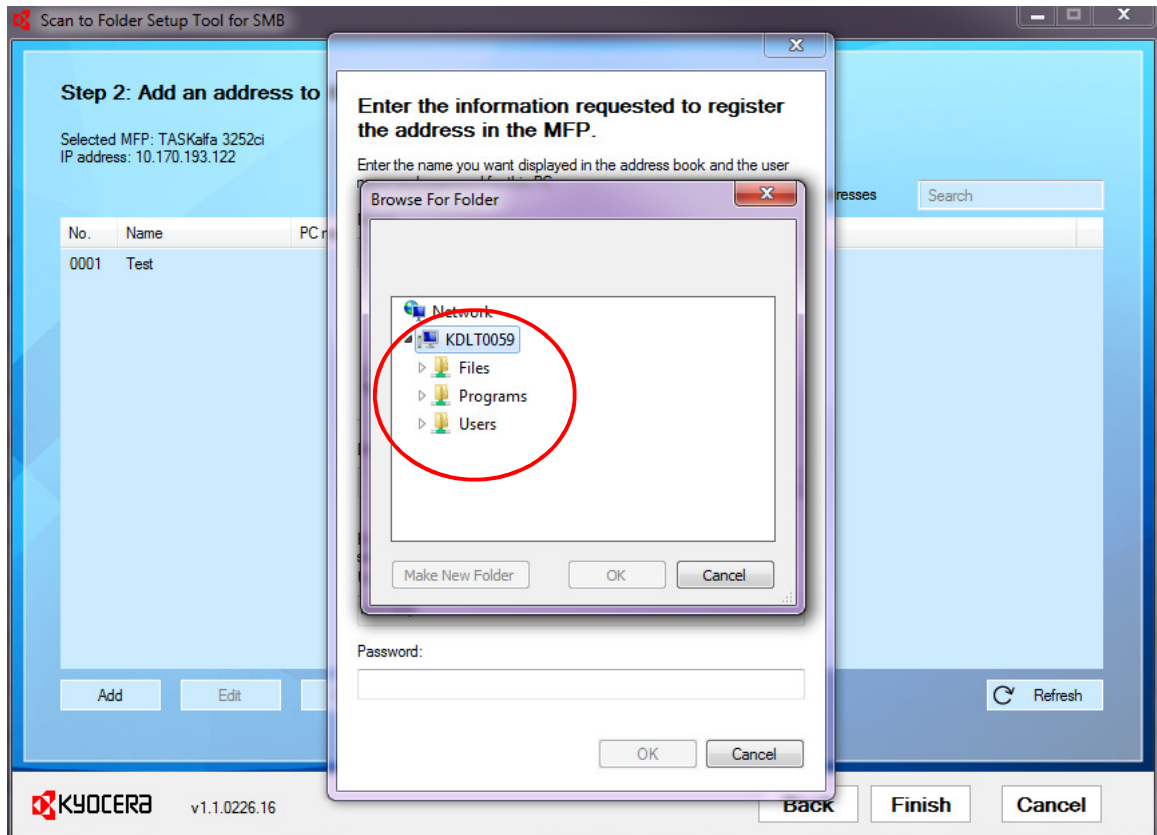 Scan to Folder Setup Tool for SMB
Step 2: Add an address to
Selected MFP: TASKalfa 3252ci
IP address: 10.170.193.122
Search
No. Name PC
0001 Test
Add Edit
Refresh
Enter the information requested to register
the address in the MFP.
Enter the name you want displayed in the address book and the user
Browse For Folder
Network
KDLT0059
Files
Programs
Users
Make New Folder OK Cancel
Password:
OK Cancel
KYOCERA v1.1.0226.16
Back Finish Cancel